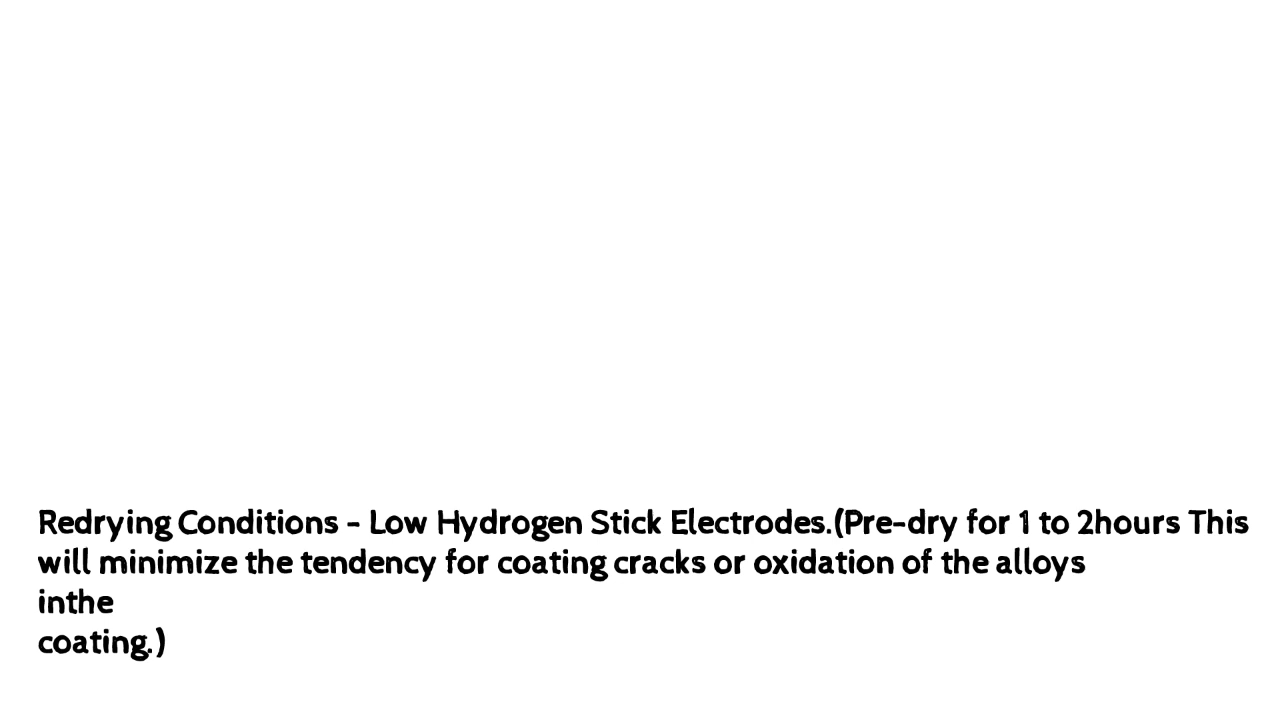 Redrying Conditions - Low Hydrogen Stick Electrodes.(Pre-dry for 1 to 2hours This
will minimize the tendency for coating cracks or oxidation of the alloys
inthe
coating.)